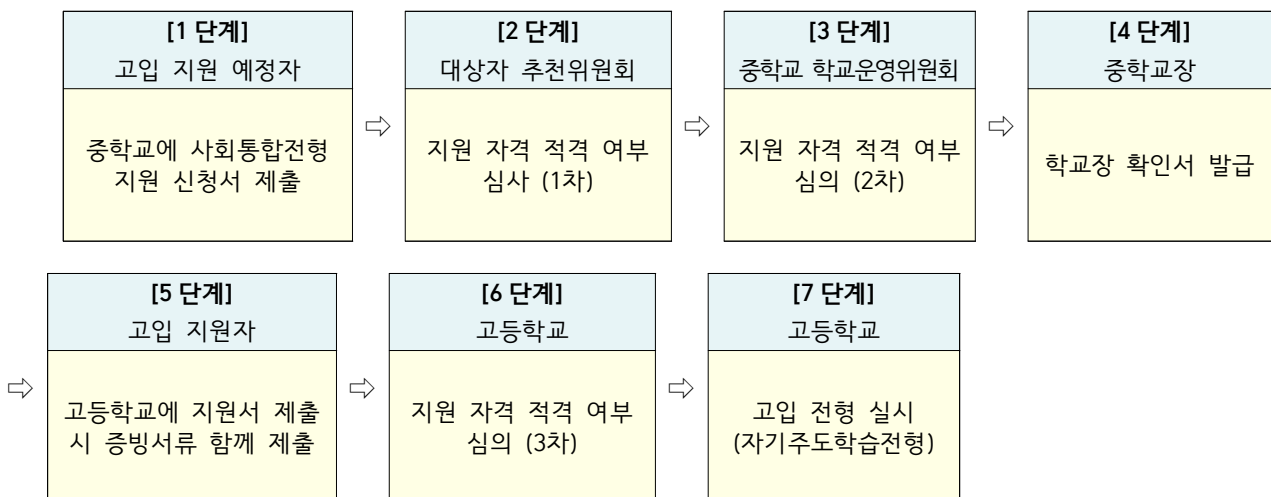 [1 단계]
고입 지원 예정자
중학교에 사회통합전형
지원 신청서 제출
⇨
[2 단계]
대상자 추천위원회
지원 자격 적격 여부
심사 (1차)
⇨
[3 단계]
중학교 학교운영위원회
지원 자격 적격 여부
심의 (2차)
⇨
[4 단계]
중학교장
학교장 확인서 발급
⇨
[5 단계]
고입 지원자
고등학교에 지원서 제출
시 증빙서류 함께 제출
⇨
[6 단계]
고등학교
지원 자격 적격 여부
심의 (3차)
⇨
[7 단계]
고등학교
고입 전형 실시
(자기주도학습전형)